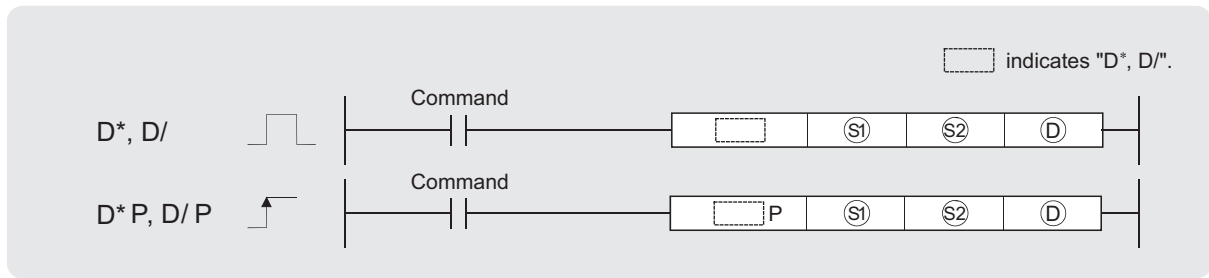 indicates "D*, D/".
Command
D*, D/ S1 S2 D
Command
D* P, D/ P P S1 S2 D